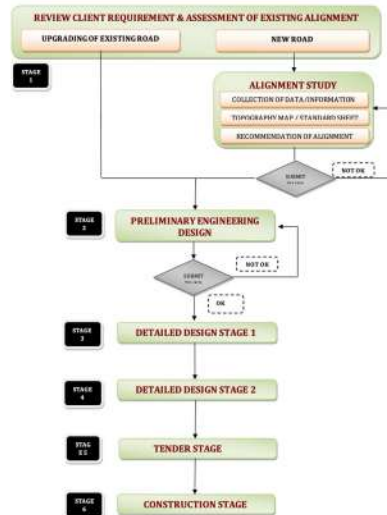 REVIEW CLIENT REQUIREMENT & ASSESSMENT OF EXISTING ALIGNMENT
UPGRADING OF EXISTING ROAD
NEW ROAD
STAGE
1
ALIGNMENT STUDY
COLLECTION OF DATA/INFORMATION
TOPOGRAPHY MAP / STANDARD SHEET
RECOMMENDATION OF ALIGNMENT
SUBMIT
NOT OK
STAGE
2
PRELIMINARY ENGINEERING
DESIGN
SUBMIT
NOT OK
OK
STAGE
3
DETAILED DESIGN STAGE 1
STAGE
4
DETAILED DESIGN STAGE 2
STAG
E 5
TENDER STAGE
STAGE
6
CONSTRUCTION STAGE